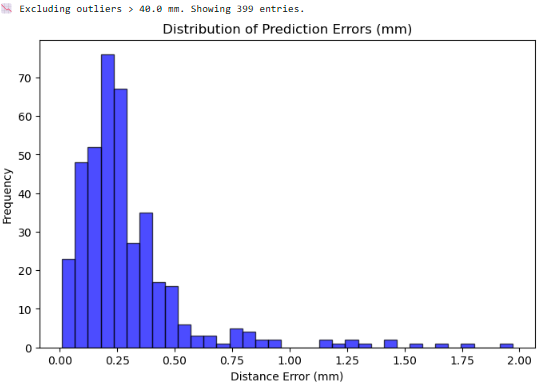 Excluding outliers > 40.0 mm. Showing 399 entries.
Distribution of Prediction Errors (mm)
Frequency
70
60
50
40
30
20
10
0
0.00 0.25 0.50 0.75 1.00 1.25 1.50 1.75 2.00
Distance Error (mm)